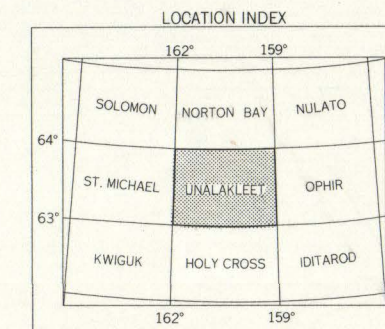 LOCATION INDEX
162° 159°
SOLOMON NORTON BAY NULATO
64°
ST. MICHAEL UNALAKLEET OPHIR
63°
KWIGUK HOLY CROSS IDITAROD
162° 159°